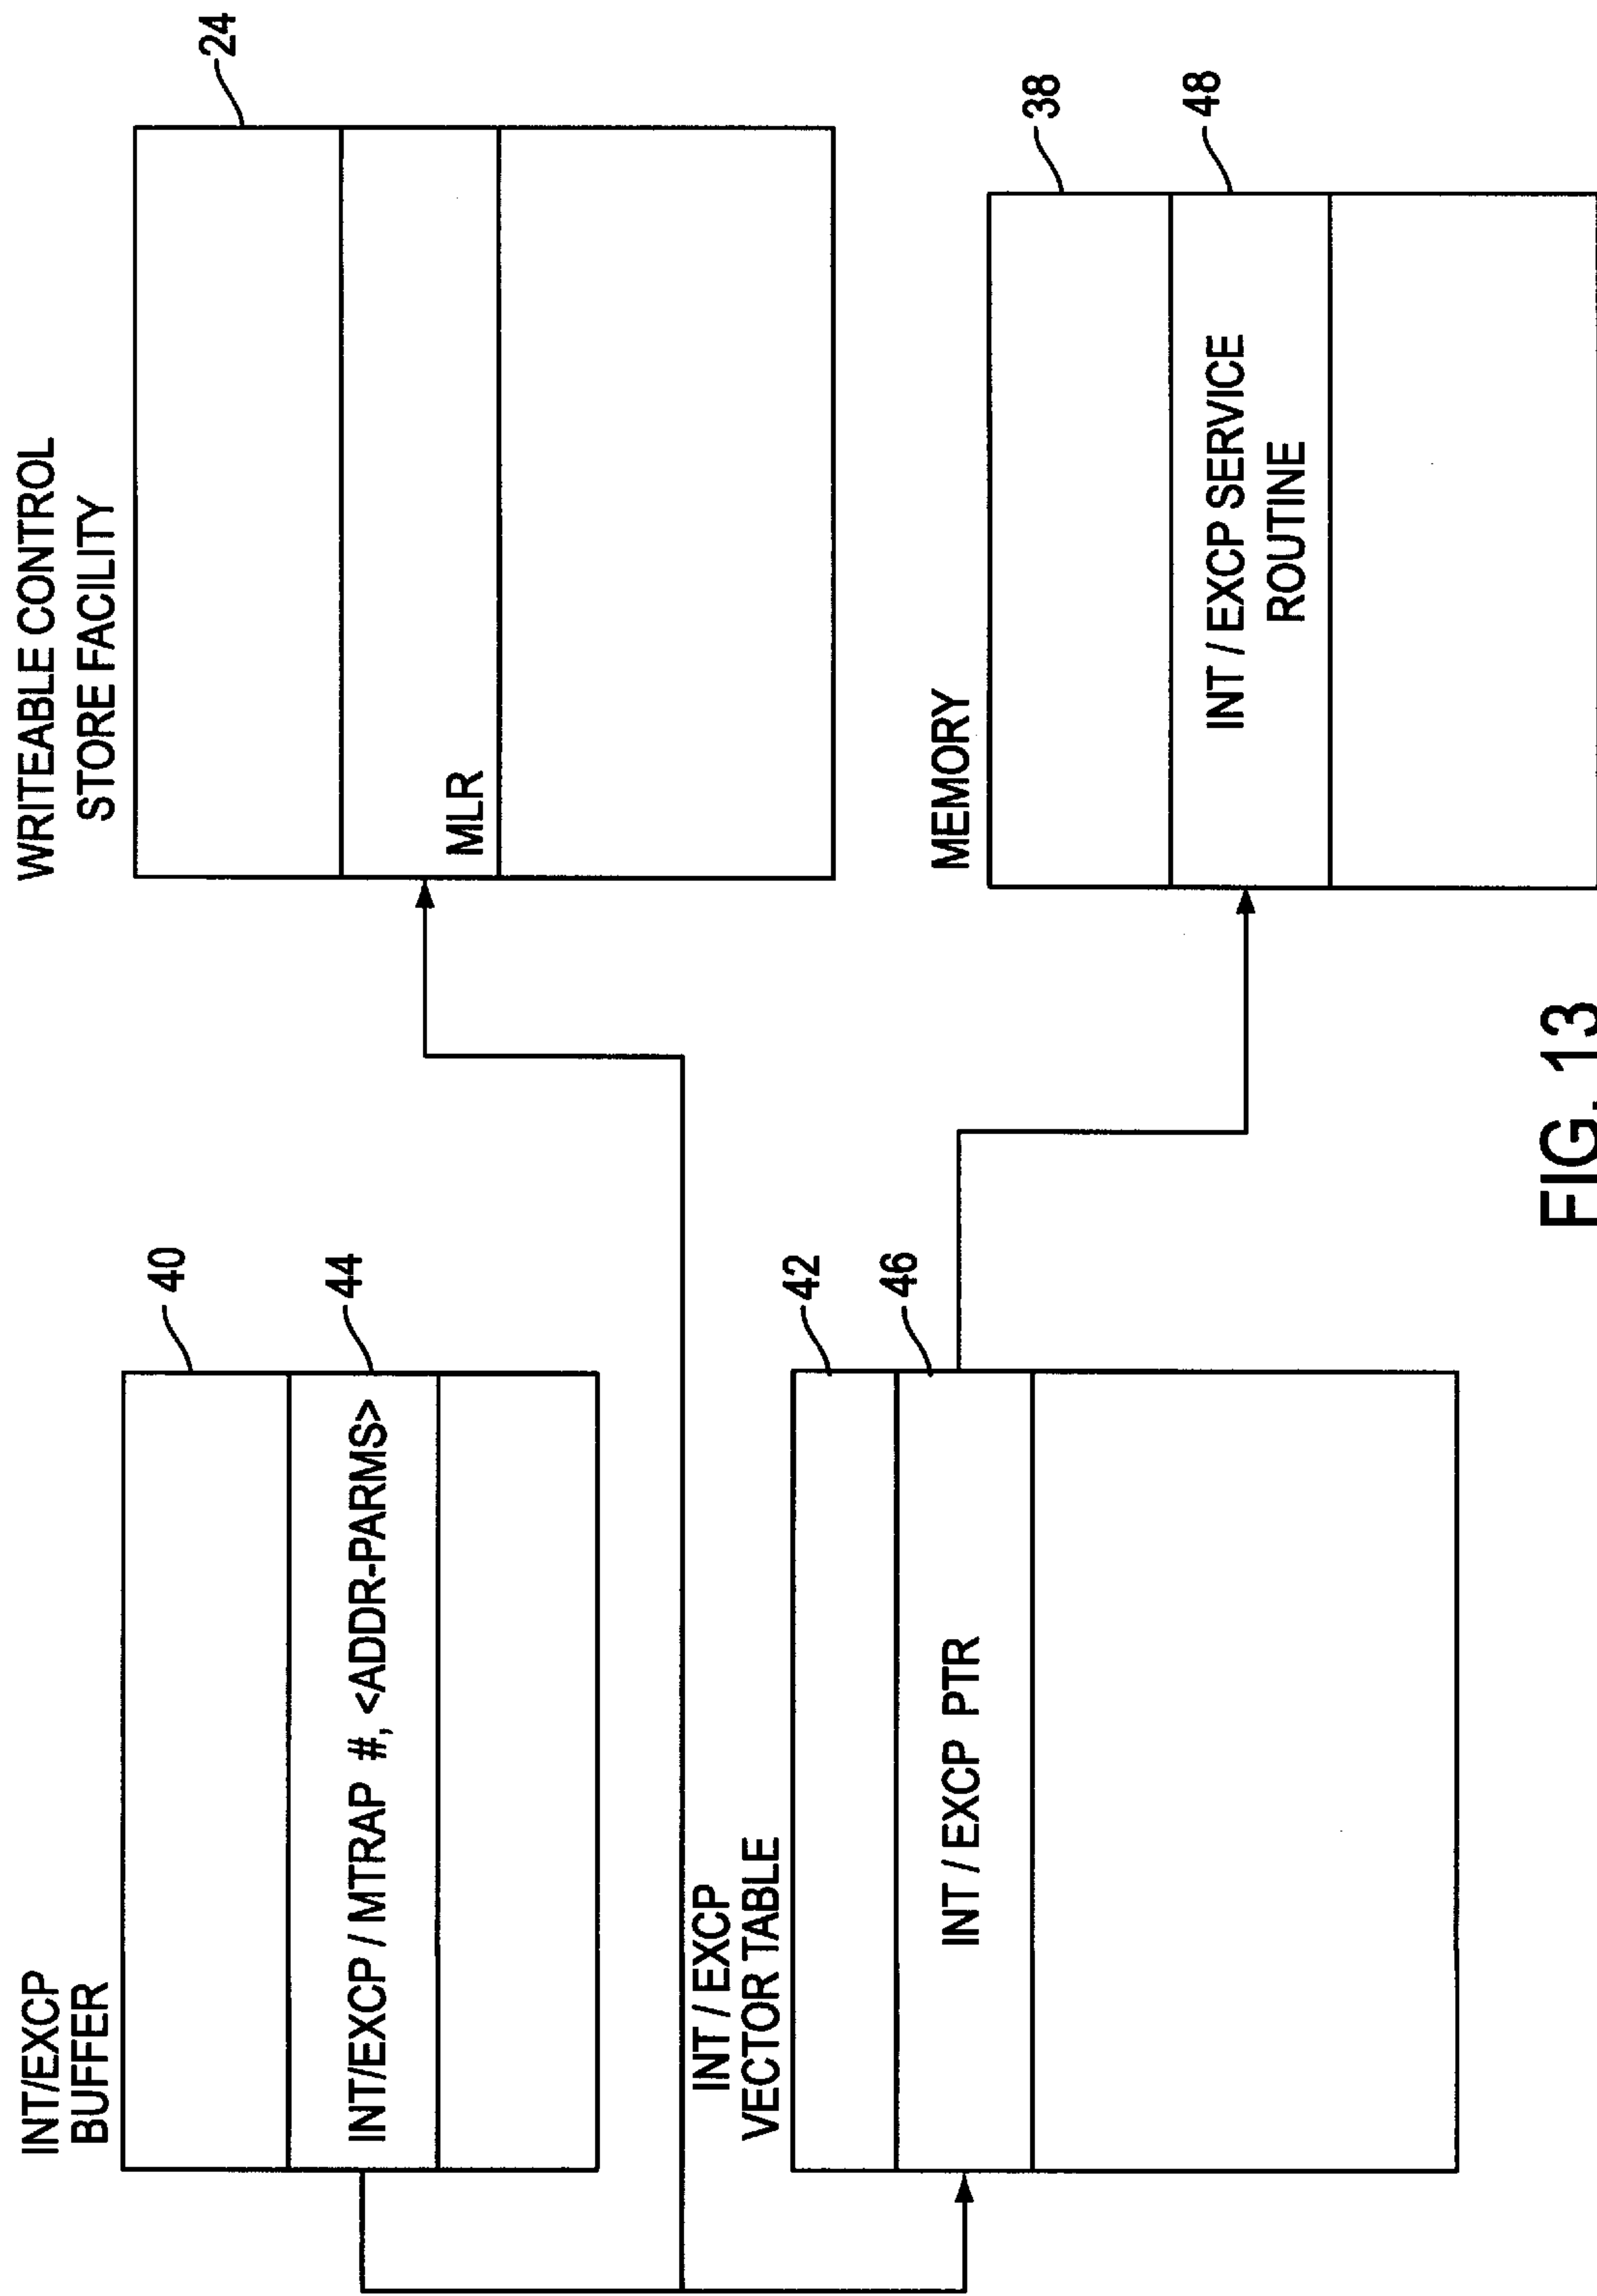 INT/EXCP
BUFFER
40
INT/EXCP / MTRAP #, <ADDR-PARMS>
44
WRITEABLE CONTROL
STORE FACILITY
24
MLR
INT / EXCP
VECTOR TABLE
42
INT / EXCP PTR
46
MEMORY
38
INT / EXCP SERVICE
ROUTINE
48
FIG. 13